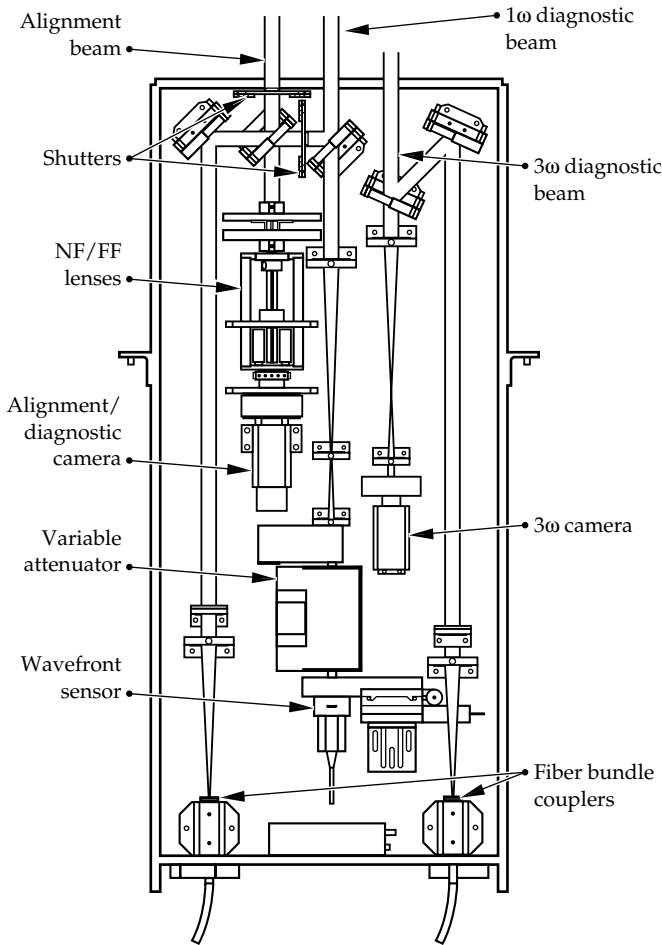 Alignment
beam
1ω diagnostic
beam
Shutters
3ω diagnostic
beam
NF/FF
lenses
Alignment/
diagnostic
camera
Variable
attenuator
3ω camera
Wavefront
sensor
Fiber bundle
couplers